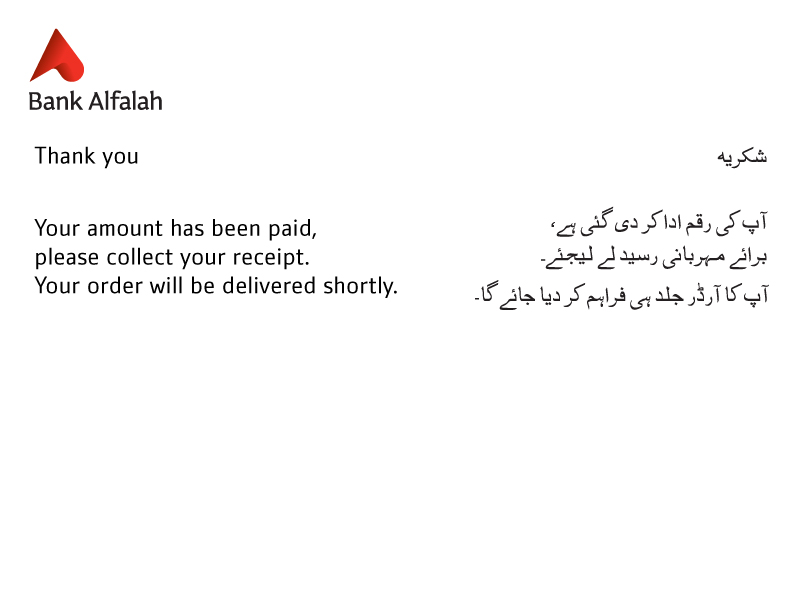 Bank Alfalah
Thank you
شکریہ
Your amount has been paid,
please collect your receipt.
Your order will be delivered shortly.
آپ کی رقم ادا کر دی گئی ہے،
برائے مہربانی رسید لے لیجئے۔
آپ کا آرڈر جلد ہی فراہم کر دیا جائے گا۔